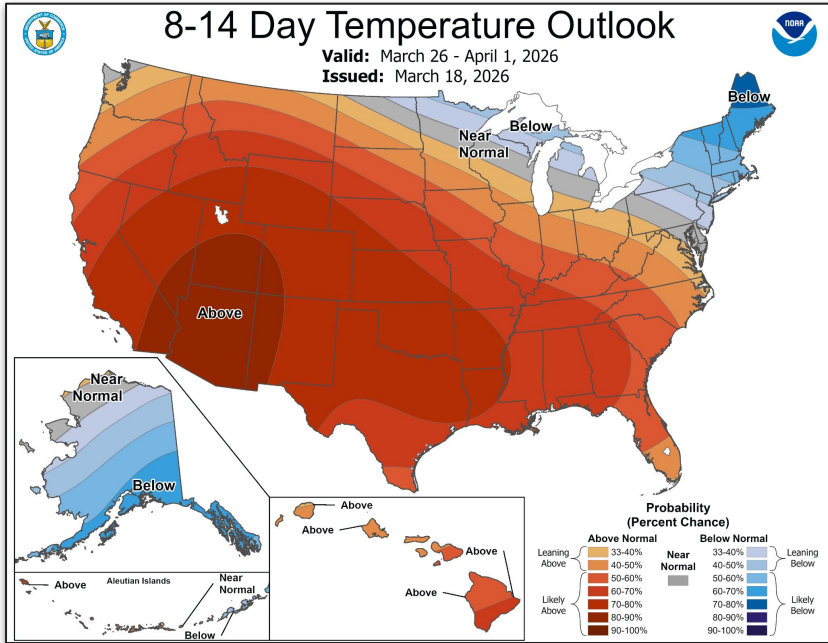 8-14 Day Temperature Outlook
Valid: March 26 - April 1, 2026
Issued: March 18, 2026
NOAA
Below
Near
Normal
Below
Above
Near
Normal
Below
Above
Aleutian Islands
Near
Normal
Below
Above
Above
Above
Above
Probability
(Percent Chance)
Above Normal
Leaning
Above
33-40%
40-50%
Likely
Above
50-60%
60-70%
70-80%
80-90%
90-100%
Near
Normal
Below Normal
33-40%
40-50%
Leaning
Below
50-60%
60-70%
70-80%
80-90%
90-100%
Likely
Below